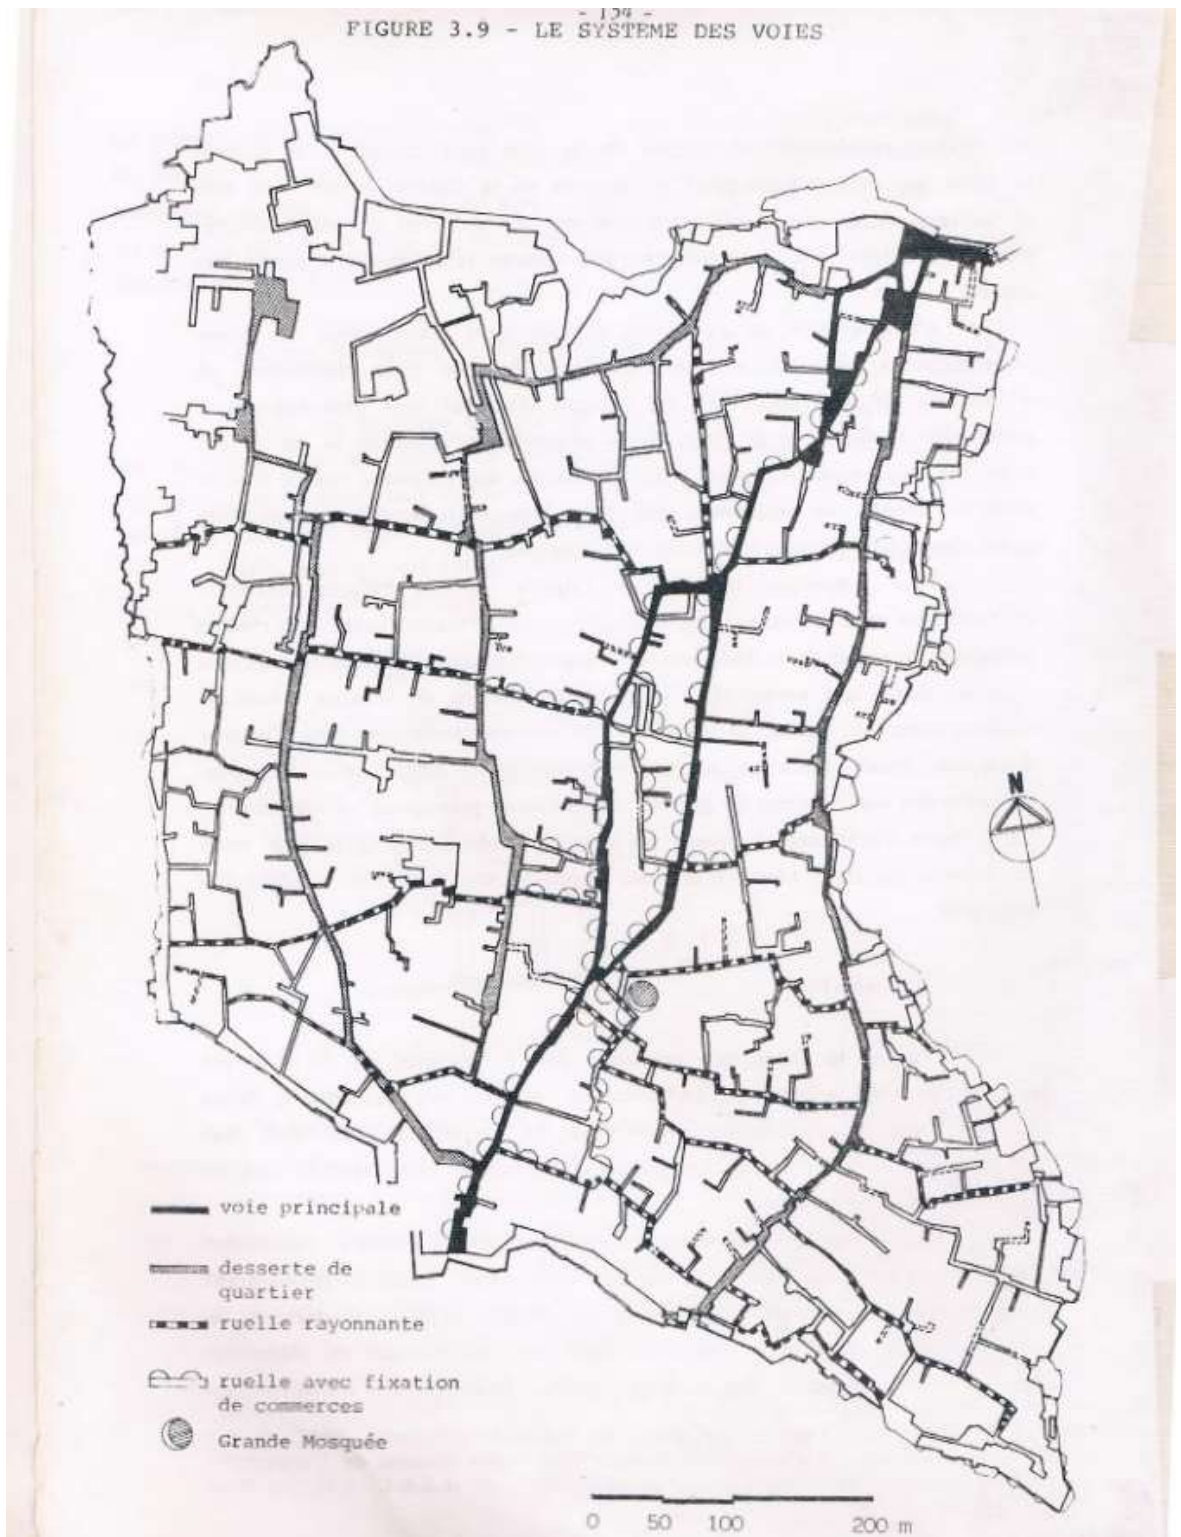 - 154 -
FIGURE 3.9 - LE SYSTEME DES VOIES
N
voie principale
desserte de
quartier
ruelle rayonnante
ruelle avec fixation
de commerces
Grande Mosquée
0 50 100 200 m